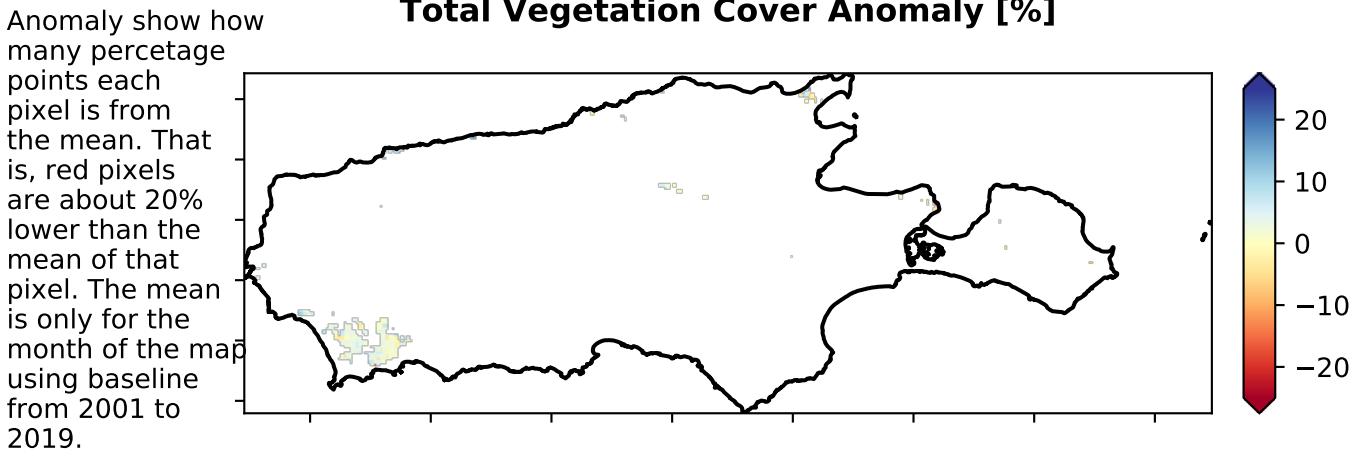 Total Vegetation Cover Anomaly [%]
Anomaly show how
many percetage
points each
pixel is from
the mean. That
is, red pixels
are about 20%
lower than the
mean of that
pixel. The mean
is only for the
month of the map
using baseline
from 2001 to
2019.
20
10
0
−10
−20